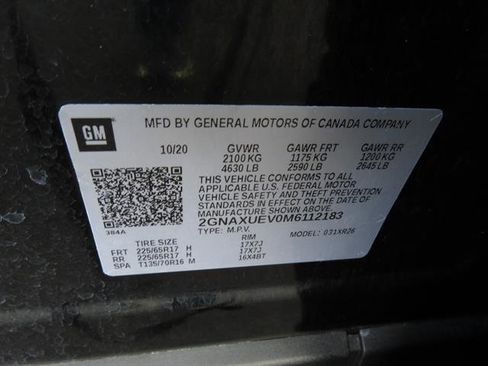 GM
MFD BY GENERAL MOTORS OF CANADA COMPANY
10/20 GVWR GAWR FRT GAWR RR
2100 KG 1175 KG 1200 KG
4630 LB 2590 LB 2645 LB
THIS VEHICLE CONFORMS TO ALL
APPLICABLE U.S. FEDERAL MOTOR
VEHICLE SAFETY AND THEFT PREVENTION
STANDARDS IN EFFECT ON THE DATE OF
MANUFACTURE SHOWN ABOVE.
2GNAXUEV0M6112183
384A TYPE: M.P.V. MODEL: 031XR26
TIRE SIZE RIM
FRT 225/65R17 H 17X7J
RR 225/65R17 H 17X7J
SPA T135/70R16 M 16X4BT